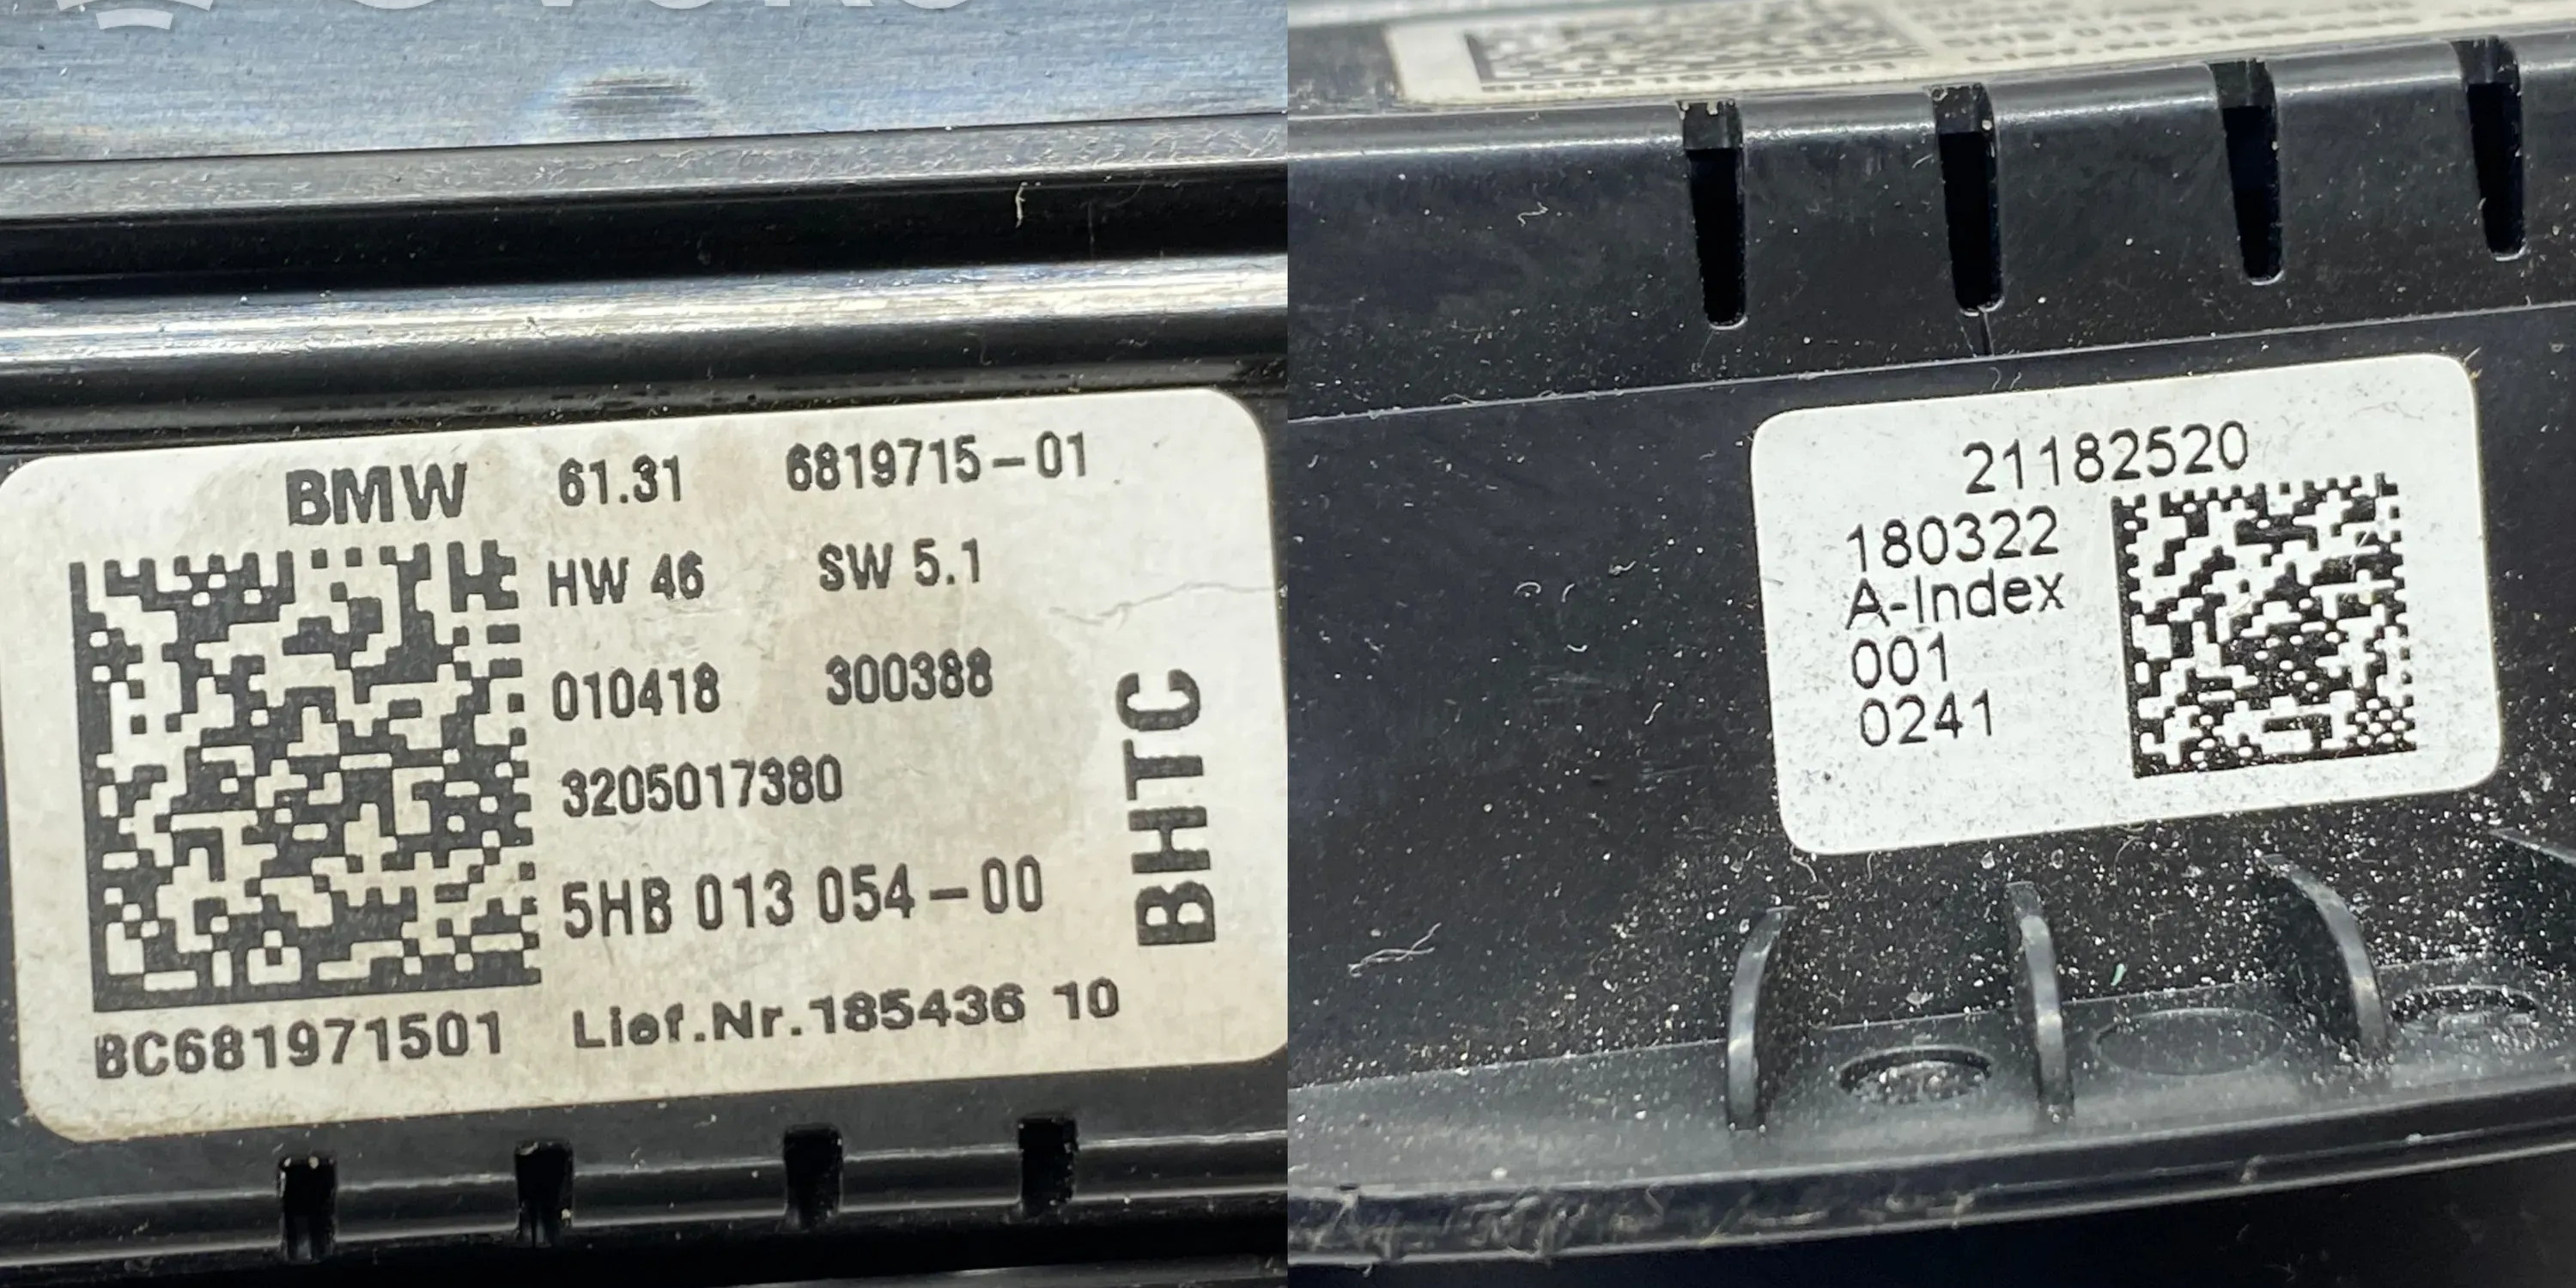 BMW 61.31 6819715-01
HW 46 SW 5.1
010418 300388
3205017380
5HB 013 054-00
BC681971501 Lief.Nr.185436 10
BHTC
21182520
180322
A-Index
001
0241